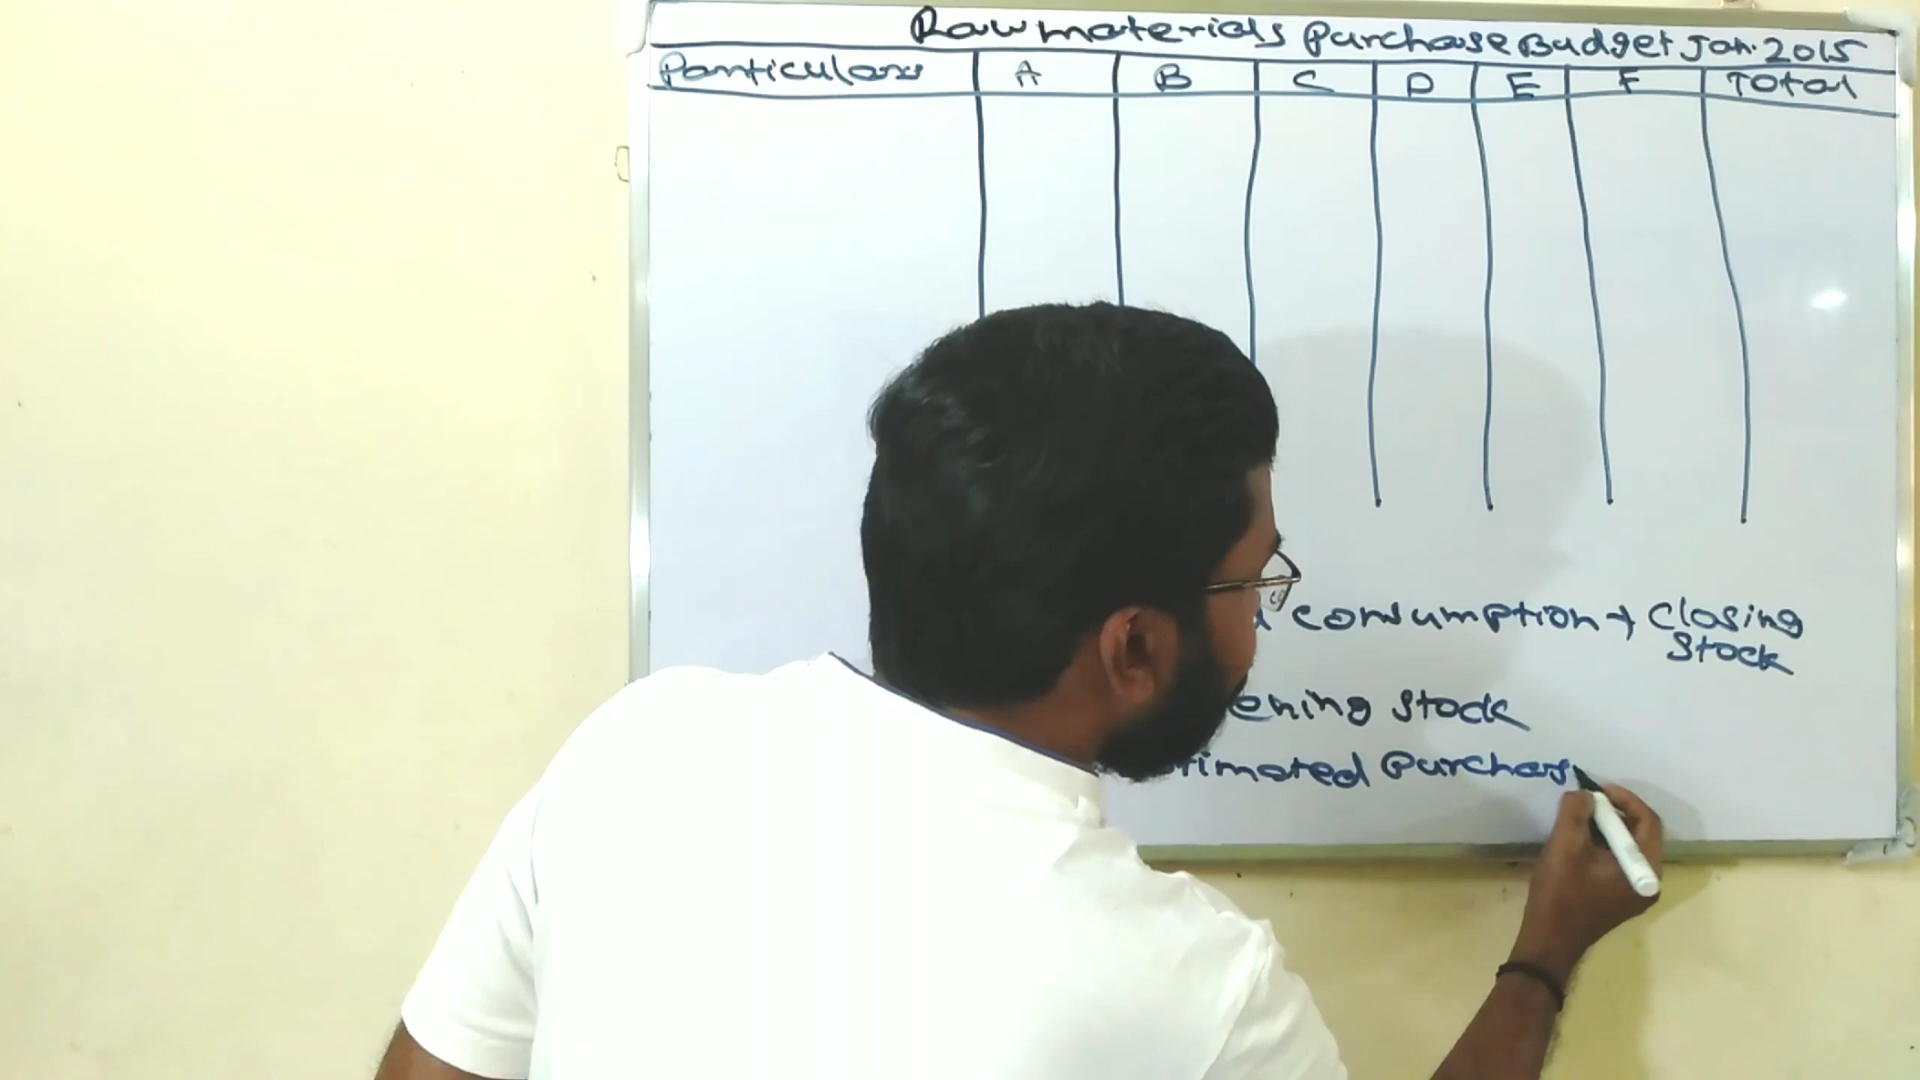 Raw materials Purchase Budget Jan. 2015
Particulars A B C D E F Total
consumption + closing
stock
ening stock
timated Purchas